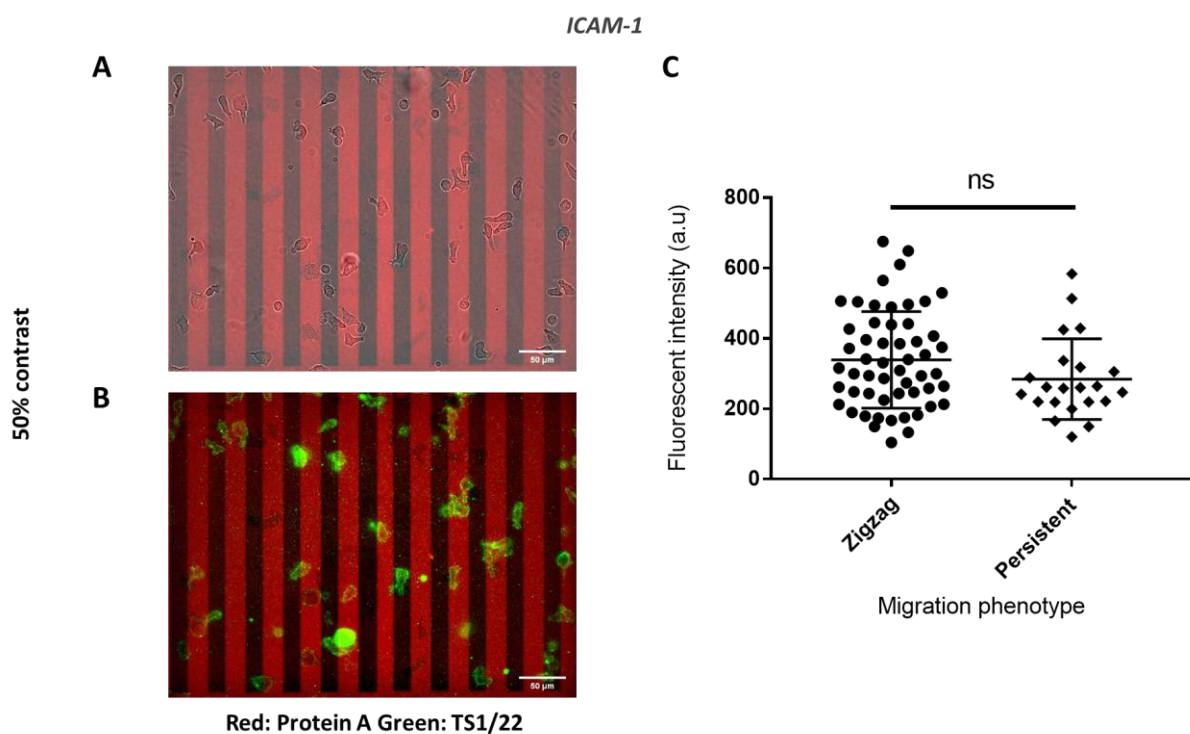 ICAM-1
A
50 µm
B
50 µm
50% contrast
Red: Protein A Green: TS1/22
C
ns
Fluorescent intensity (a.u)
800
600
400
200
0
Zigzag
Persistent
Migration phenotype